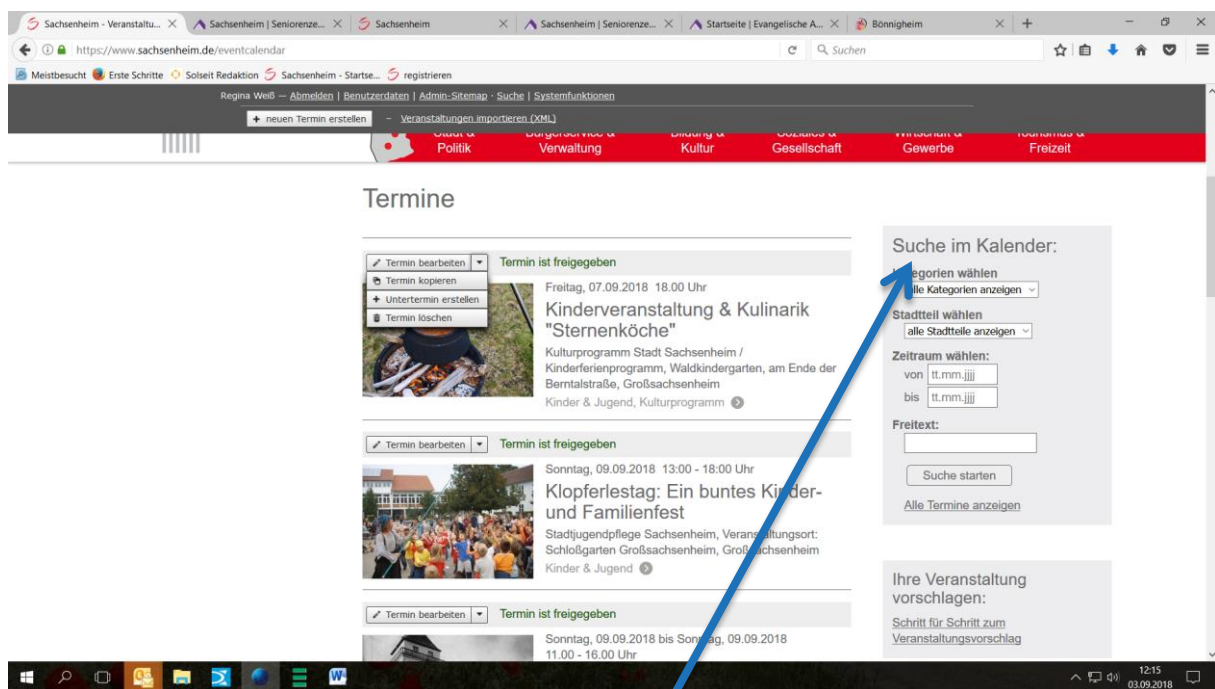 Sachsenheim - Veranstaltu... Sachsenheim | Seniorenze... Sachsenheim Sachsenheim | Seniorenze... Startseite | Evangelische A... Bönnigheim
https://www.sachsenheim.de/eventcalendar Suchen
Meistbesucht Erste Schritte Solseit Redaktion Sachsenheim - Startse... registrieren
Regina Weiß — Abmelden | Benutzerdaten | Admin-Sitemap · Suche | Systemfunktionen
+ neuen Termin erstellen – Veranstaltungen importieren (XML)
Stadt & Bürgerservice & Bildung & Soziales & Wirtschaft & Tourismus &
Politik Verwaltung Kultur Gesellschaft Gewerbe Freizeit
Termine
Termin bearbeiten Termin ist freigegeben
Termin kopieren
+ Untertermin erstellen
Termin löschen
Freitag, 07.09.2018 18.00 Uhr
Kinderveranstaltung & Kulinarik
"Sternenköche"
Kulturprogramm Stadt Sachsenheim /
Kinderferienprogramm, Waldkindergarten, am Ende der
Berntalstraße, Großsachsenheim
Kinder & Jugend, Kulturprogramm
Termin bearbeiten Termin ist freigegeben
Sonntag, 09.09.2018 13:00 - 18:00 Uhr
Klopferlestag: Ein buntes Kinder-
und Familienfest
Stadtjugendpflege Sachsenheim, Veranstaltungsort:
Schloßgarten Großsachsenheim, Großsachsenheim
Kinder & Jugend
Termin bearbeiten Termin ist freigegeben
Sonntag, 09.09.2018 bis Sonntag, 09.09.2018
11.00 - 16.00 Uhr
Suche im Kalender:
Kategorien wählen
alle Kategorien anzeigen
Stadtteil wählen
alle Stadtteile anzeigen
Zeitraum wählen:
von tt.mm.jjjj
bis tt.mm.jjjj
Freitext:
Suche starten
Alle Termine anzeigen
Ihre Veranstaltung
vorschlagen:
Schritt für Schritt zum
Veranstaltungsvorschlag
12:15
03.09.2018